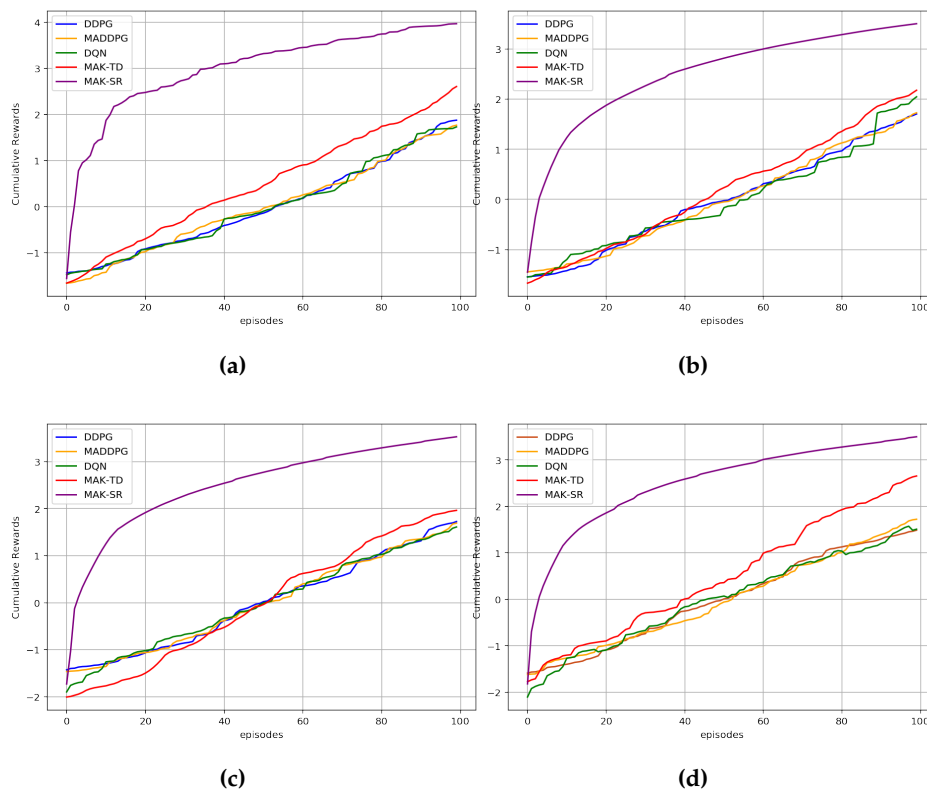 DDPG
MADDPG
DQN
MAK-TD
MAK-SR
Cumulative Rewards
4
3
2
1
0
−1
0 20 40 60 80 100
episodes
(a)
DDPG
MADDPG
DQN
MAK-TD
MAK-SR
Cumulative Rewards
3
2
1
0
−1
0 20 40 60 80 100
episodes
(b)
DDPG
MADDPG
DQN
MAK-TD
MAK-SR
Cumulative Rewards
3
2
1
0
−1
−2
0 20 40 60 80 100
episodes
(c)
DDPG
MADDPG
DQN
MAK-TD
MAK-SR
Cumulative Rewards
3
2
1
0
−1
−2
0 20 40 60 80 100
episodes
(d)